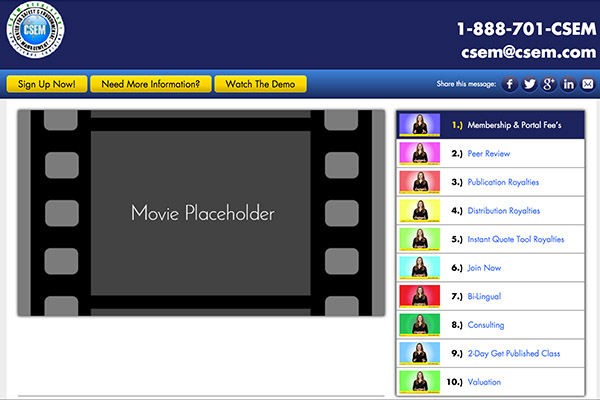 CSEM
1-888-701-CSEM
csem@csem.com
Sign Up Now!
Need More Information?
Watch The Demo
Share this message:
Movie Placeholder
1.) Membership & Portal Fee's
2.) Peer Review
3.) Publication Royalties
4.) Distribution Royalties
5.) Instant Quote Tool Royalties
6.) Join Now
7.) Bi-Lingual
8.) Consulting
9.) 2-Day Get Published Class
10.) Valuation